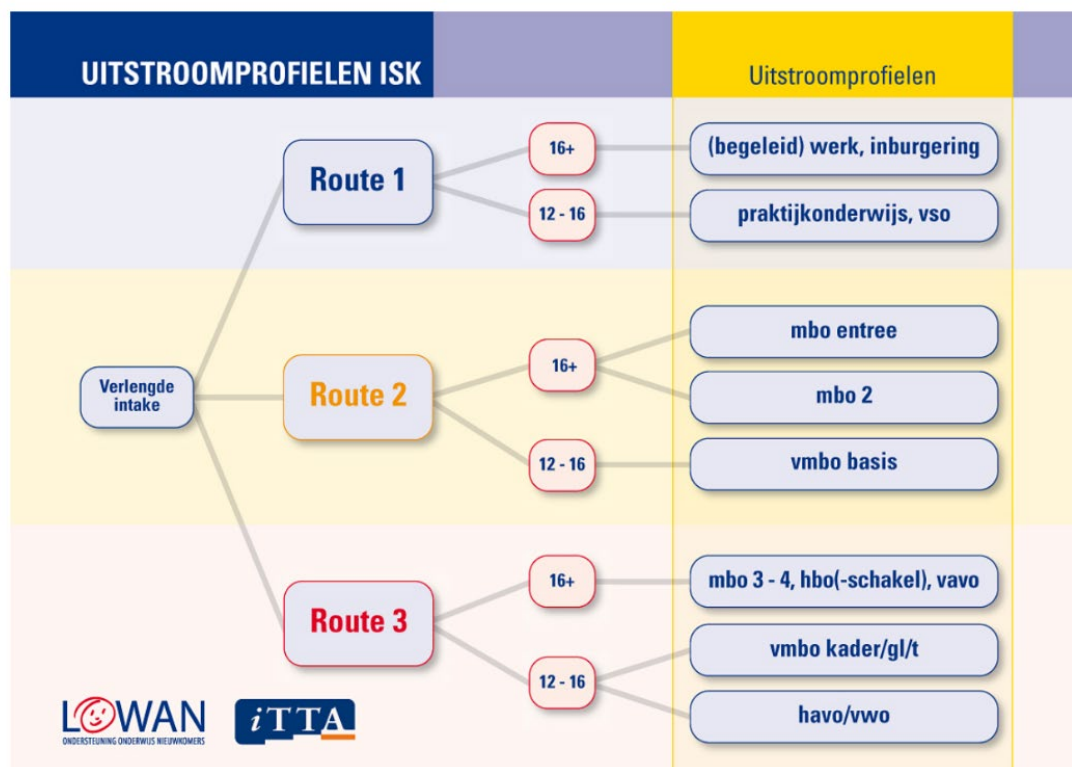 UITSTROOMPROFIELEN ISK
Uitstroomprofielen
Route 1
16+
(begeleid) werk, inburgering
12 - 16
praktijkonderwijs, vso
Verlengde
intake
Route 2
16+
mbo entree
mbo 2
12 - 16
vmbo basis
Route 3
16+
mbo 3 - 4, hbo(-schakel), vavo
12 - 16
vmbo kader/gl/t
havo/vwo
LOWAN
ONDERSTEUNING ONDERWIJS NIEUWKOMERS
iTTA